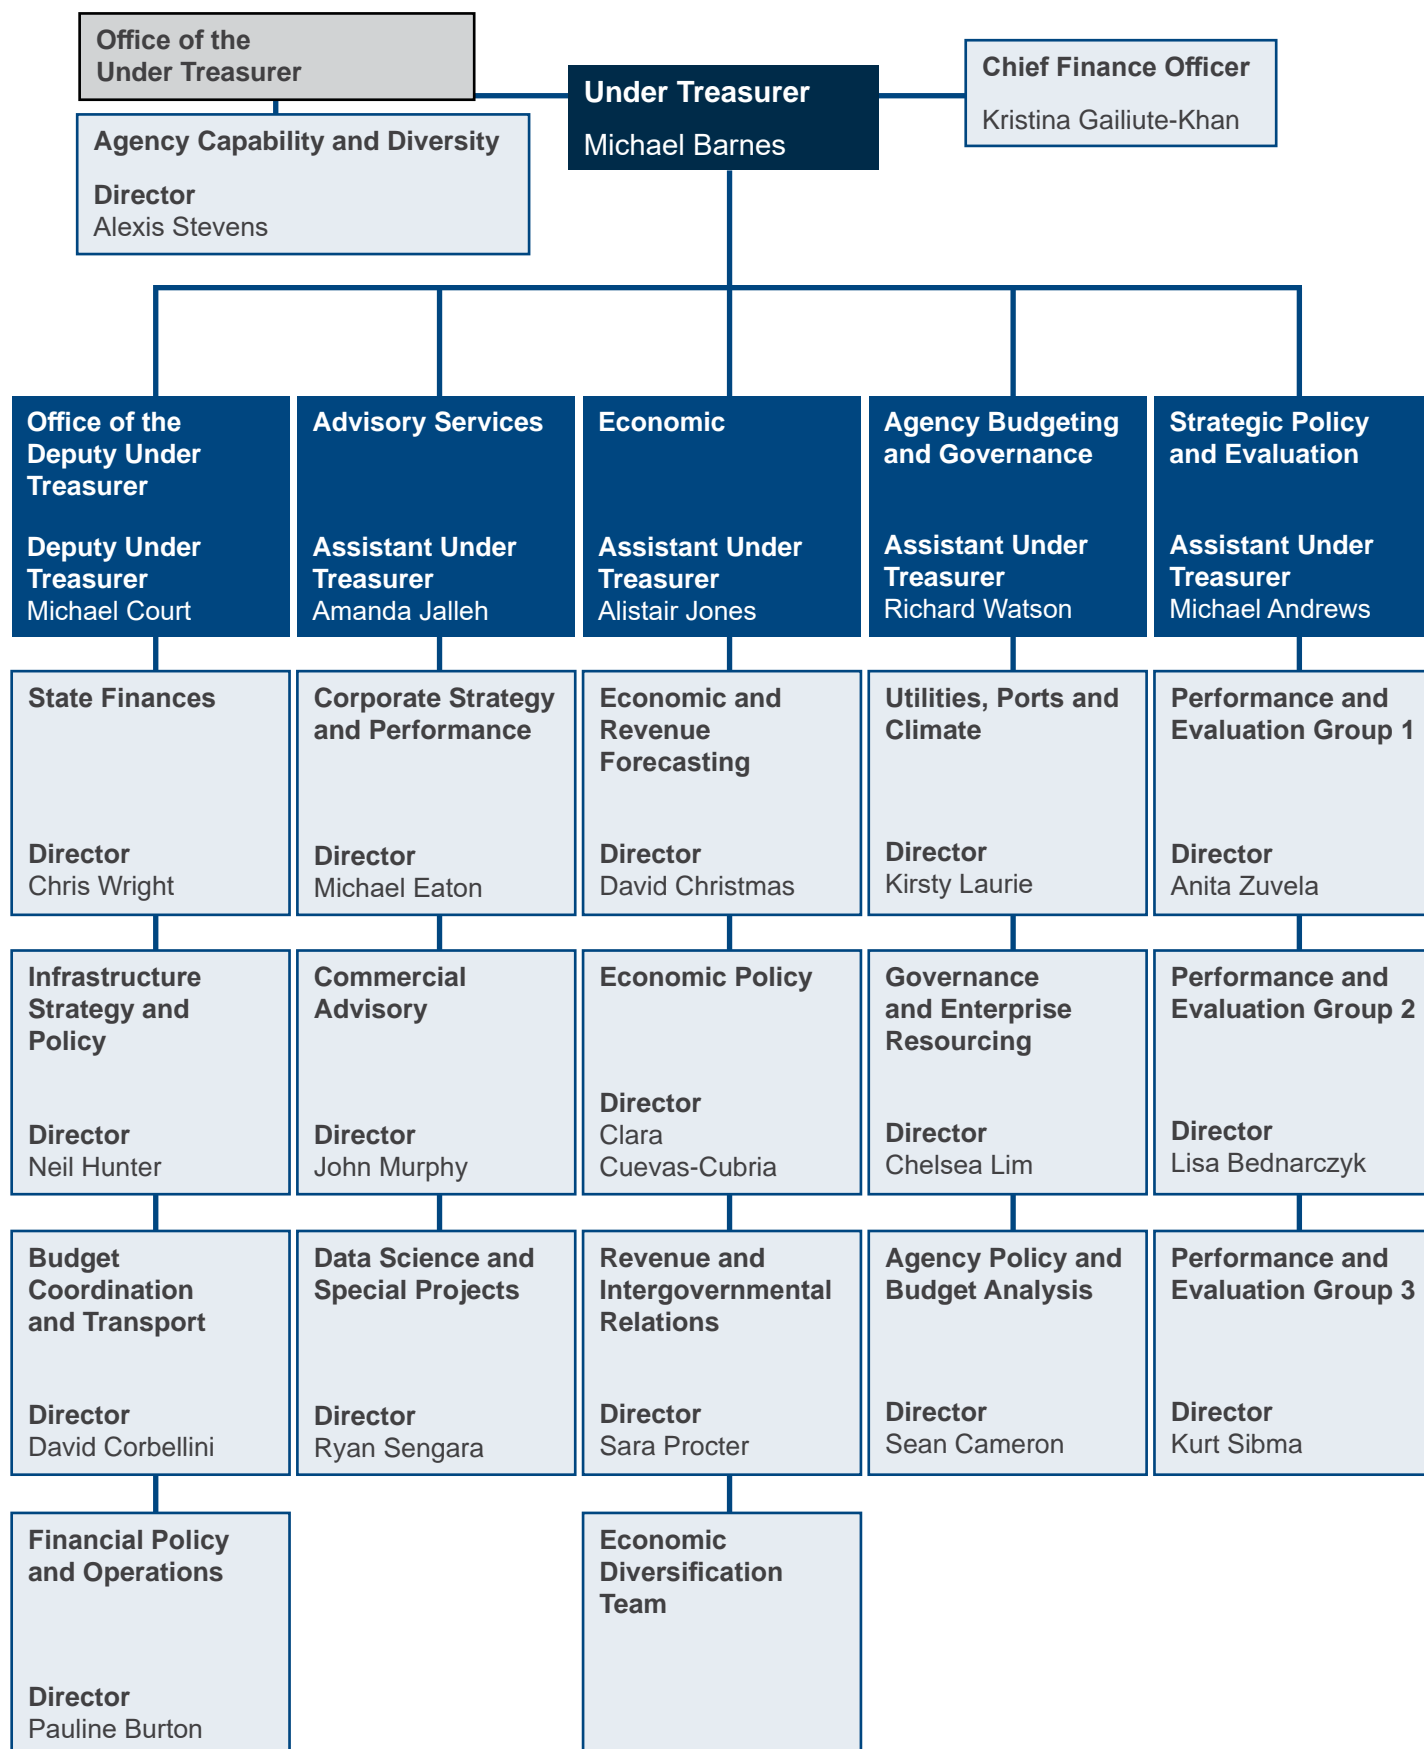 Office of the
Under Treasurer
Agency Capability and Diversity
Director
Alexis Stevens
Under Treasurer
Michael Barnes
Chief Finance Officer
Kristina Gailiute-Khan
Office of the
Deputy Under
Treasurer
Deputy Under
Treasurer
Michael Court
State Finances
Director
Chris Wright
Infrastructure
Strategy and
Policy
Director
Neil Hunter
Budget
Coordination
and Transport
Director
David Corbellini
Financial Policy
and Operations
Director
Pauline Burton
Advisory Services
Assistant Under
Treasurer
Amanda Jalleh
Corporate Strategy
and Performance
Director
Michael Eaton
Commercial
Advisory
Director
John Murphy
Data Science and
Special Projects
Director
Ryan Sengara
Economic
Assistant Under
Treasurer
Alistair Jones
Economic and
Revenue
Forecasting
Director
David Christmas
Economic Policy
Director
Clara
Cuevas-Cubria
Revenue and
Intergovernmental
Relations
Director
Sara Procter
Economic
Diversification
Team
Agency Budgeting
and Governance
Assistant Under
Treasurer
Richard Watson
Utilities, Ports and
Climate
Director
Kirsty Laurie
Governance
and Enterprise
Resourcing
Director
Chelsea Lim
Agency Policy and
Budget Analysis
Director
Sean Cameron
Strategic Policy
and Evaluation
Assistant Under
Treasurer
Michael Andrews
Performance and
Evaluation Group 1
Director
Anita Zuvela
Performance and
Evaluation Group 2
Director
Lisa Bednarczyk
Performance and
Evaluation Group 3
Director
Kurt Sibma